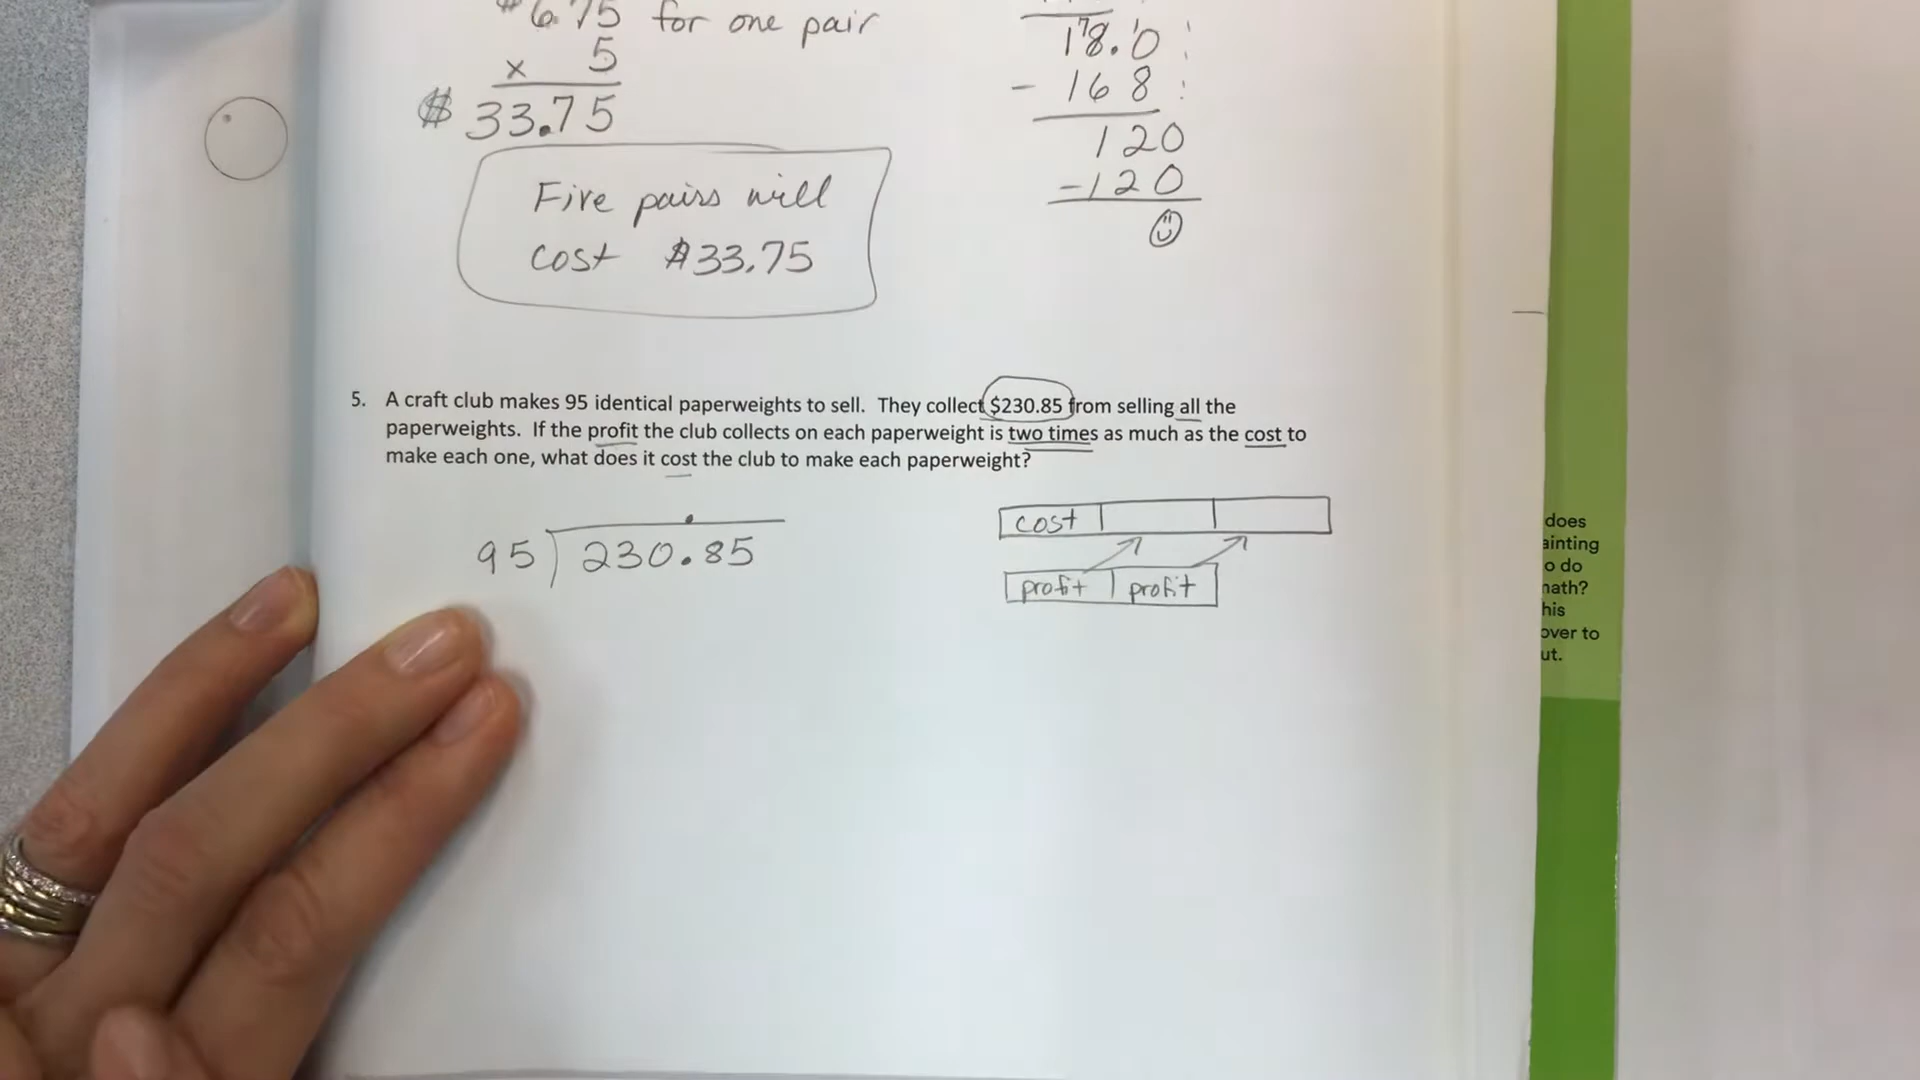 $6.75 for one pair
x 5
$33.75
Five pairs will
cost $33.75
17
8.10
- 168
120
-120
5. A craft club makes 95 identical paperweights to sell. They collect $230.85 from selling all the
paperweights. If the profit the club collects on each paperweight is two times as much as the cost to
make each one, what does it cost the club to make each paperweight?
.
95)230.85
cost
profit profit
does
ainting
o do
nath?
his
over to
ut.